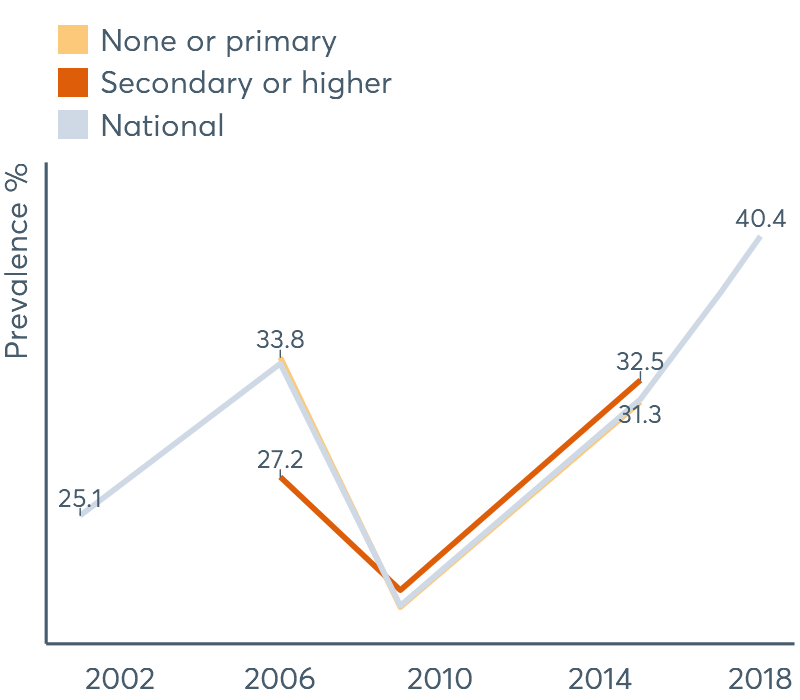 None or primary
Secondary or higher
National
Prevalence %
40.4
33.8
32.5
31.3
27.2
25.1
2002 2006 2010 2014 2018